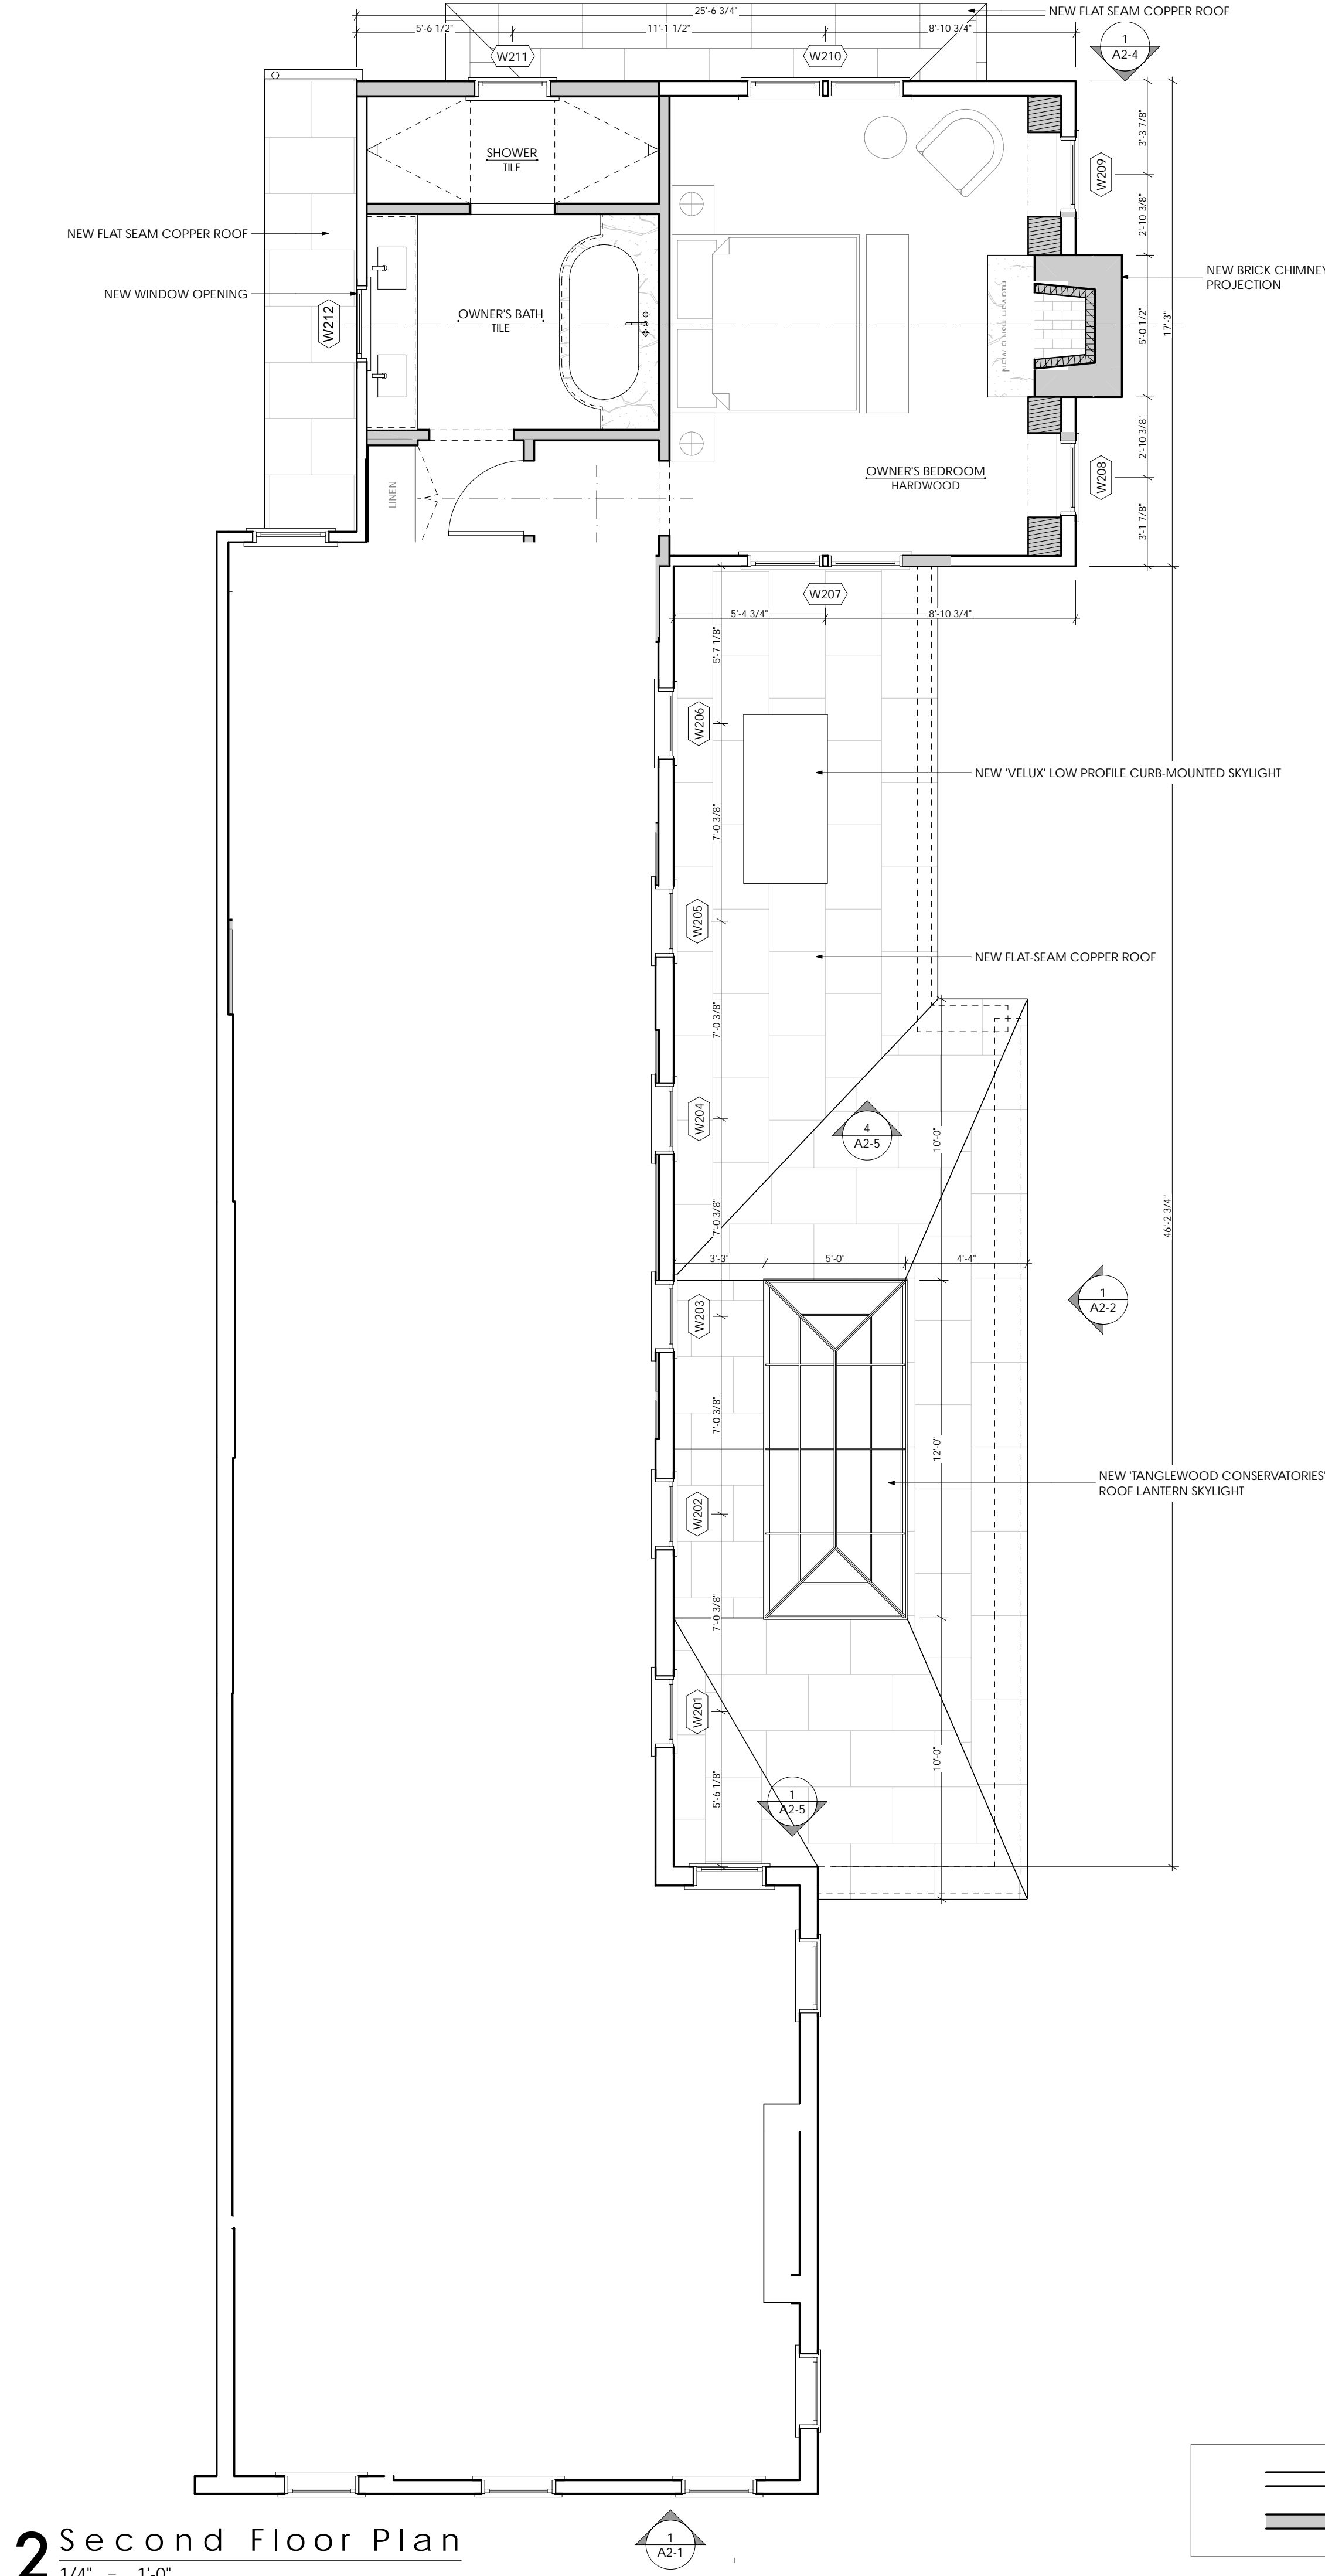 25'-6 3/4"
NEW FLAT SEAM COPPER ROOF
5'-6 1/2"
11'-1 1/2"
8'-10 3/4"
1
A2-4
W211
W210
3'-3 7/8"
SHOWER
TILE
W209
2'-10 3/8"
NEW FLAT SEAM COPPER ROOF
NEW BRICK CHIMNEY
PROJECTION
NEW WINDOW OPENING
W212
OWNER'S BATH
TILE
NEW FLUSH HEARTH
5'-0 1/2"
17'-3"
2'-10 3/8"
OWNER'S BEDROOM
HARDWOOD
W208
LINEN
3'-1 7/8"
W207
5'-4 3/4"
8'-10 3/4"
5'-7 1/8"
W206
NEW 'VELUX' LOW PROFILE CURB-MOUNTED SKYLIGHT
7'-0 3/8"
W205
NEW FLAT-SEAM COPPER ROOF
7'-0 3/8"
W204
4
A2-5
10'-0"
7'-0 3/8"
46'-2 3/4"
3'-3"
5'-0"
4'-4"
W203
1
A2-2
7'-0 3/8"
12'-0"
NEW 'TANGLEWOOD CONSERVATORIES'
ROOF LANTERN SKYLIGHT
W202
7'-0 3/8"
W201
10'-0"
5'-6 1/8"
1
A2-5
2 Second Floor Plan
1/4" = 1'-0"
1
A2-1